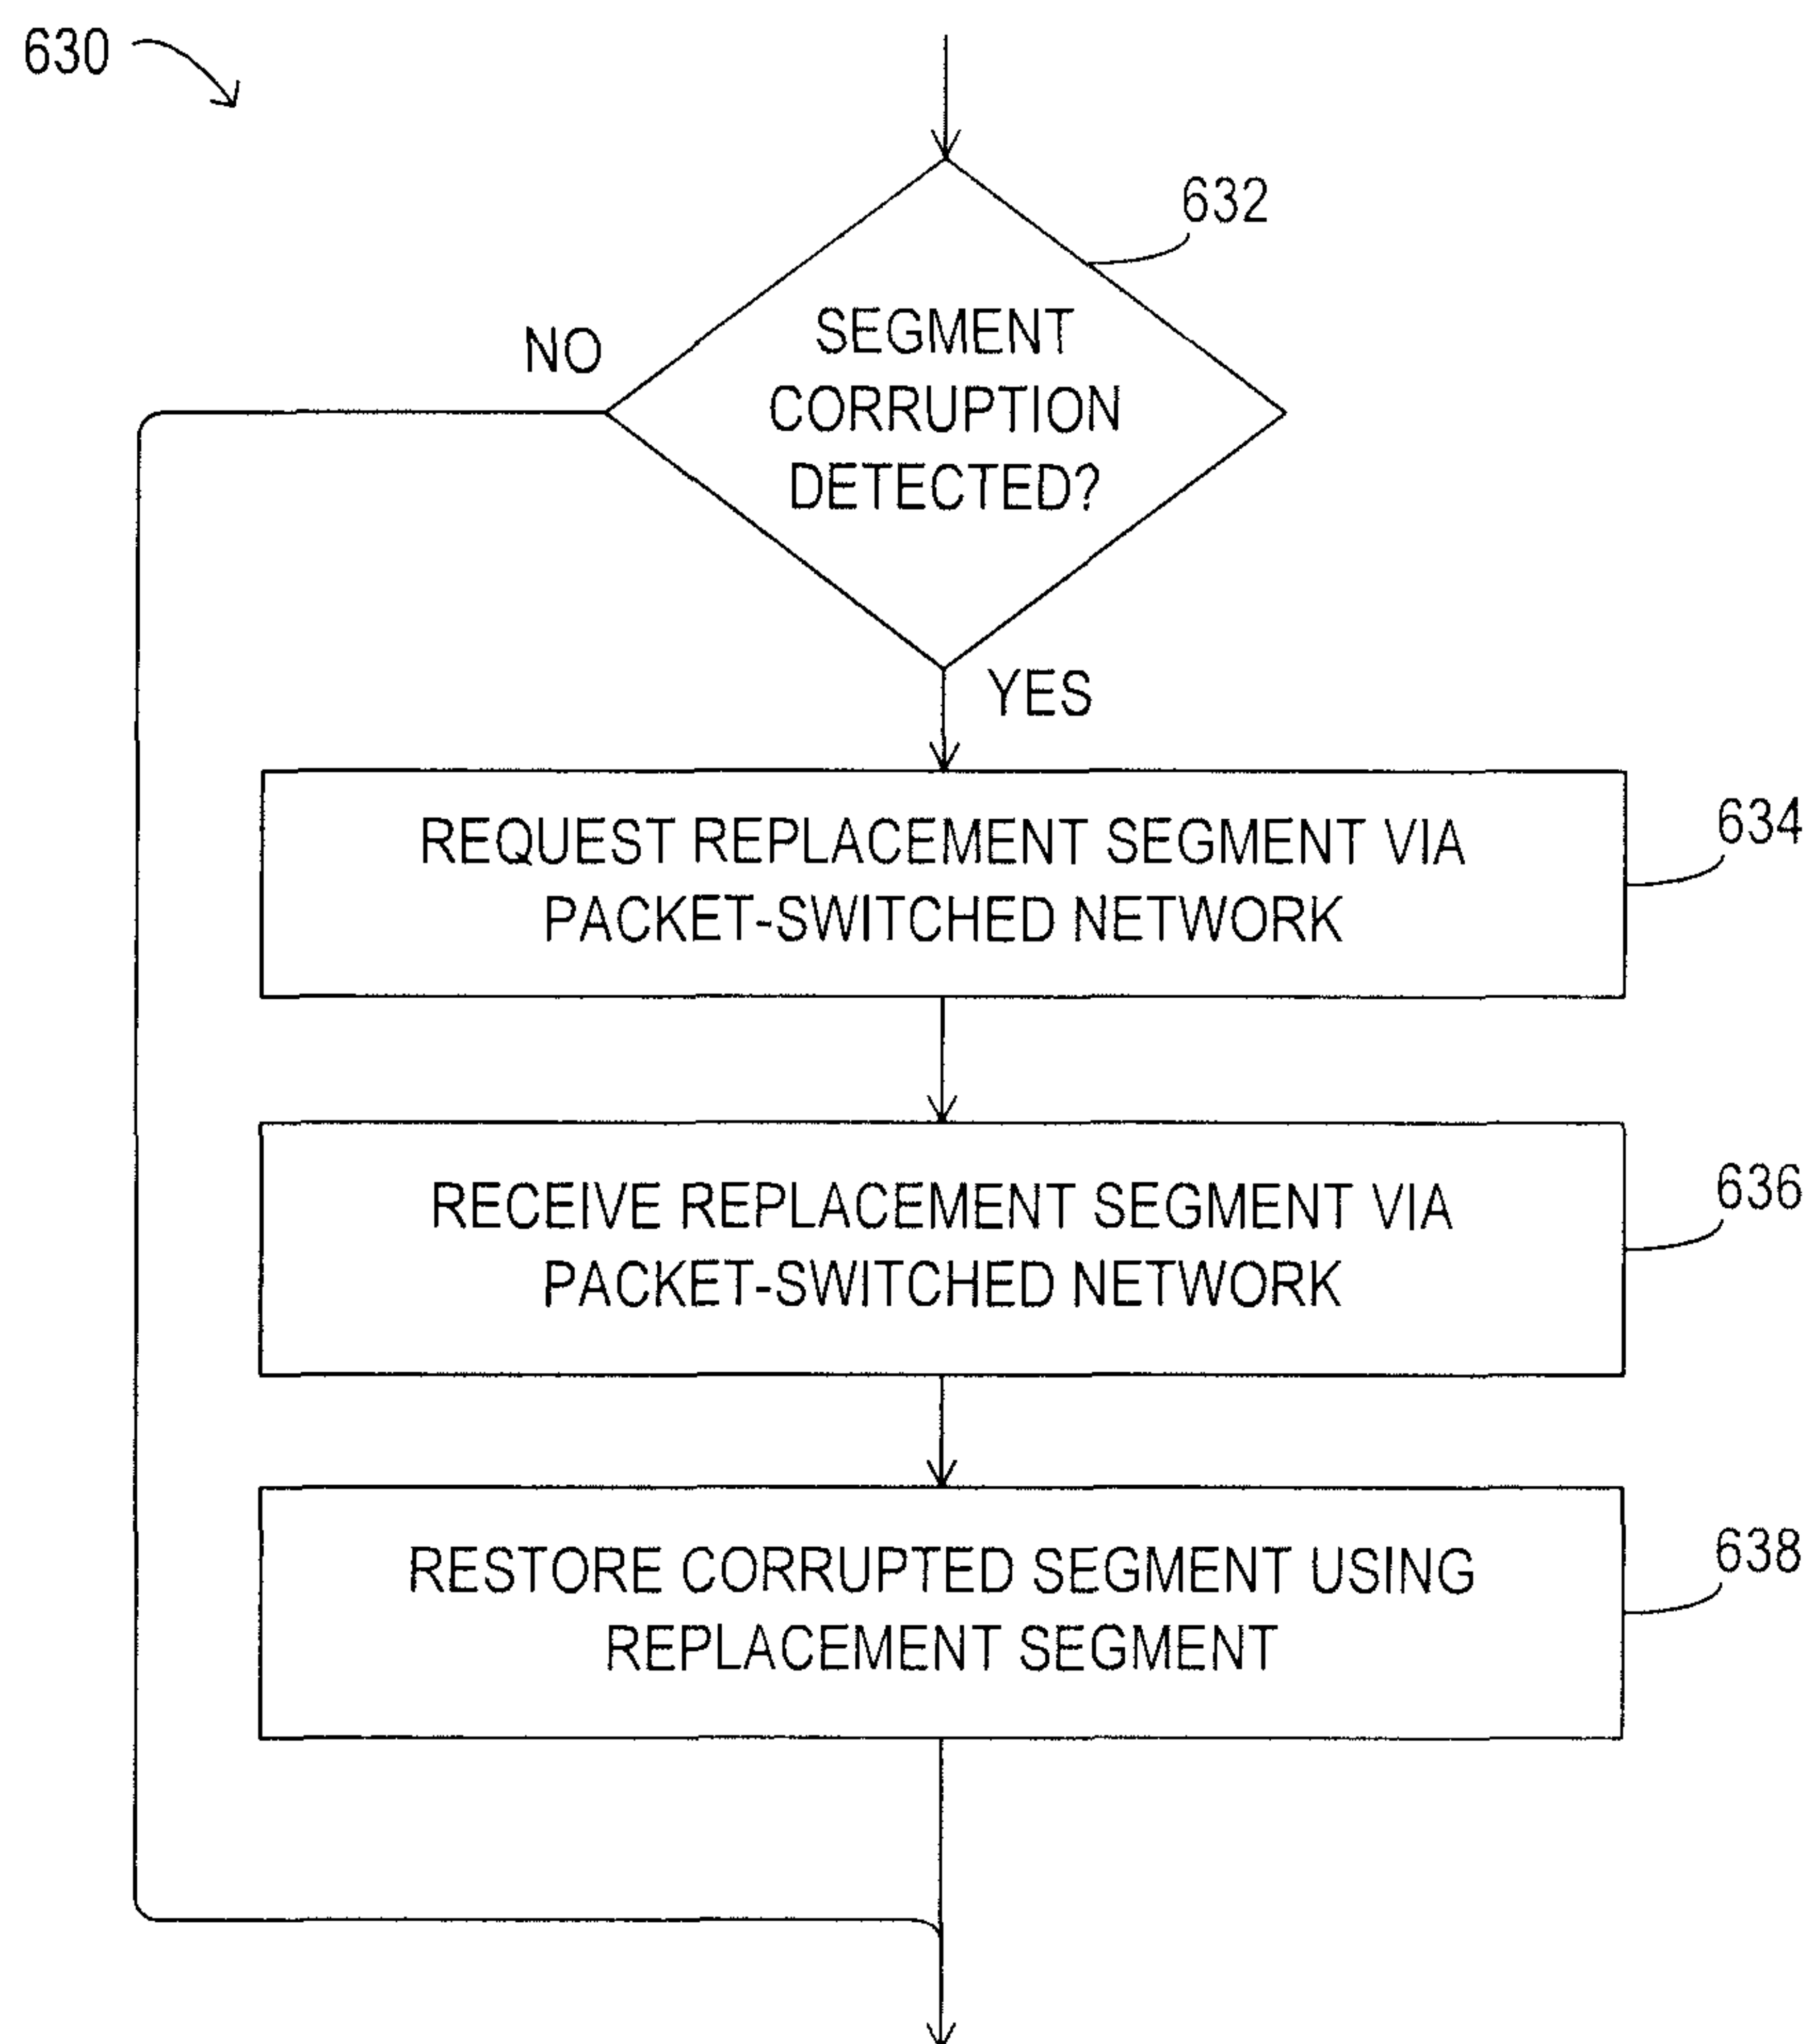 630
632
SEGMENT
CORRUPTION
DETECTED?
NO
YES
REQUEST REPLACEMENT SEGMENT VIA
PACKET-SWITCHED NETWORK
634
RECEIVE REPLACEMENT SEGMENT VIA
PACKET-SWITCHED NETWORK
636
RESTORE CORRUPTED SEGMENT USING
REPLACEMENT SEGMENT
638